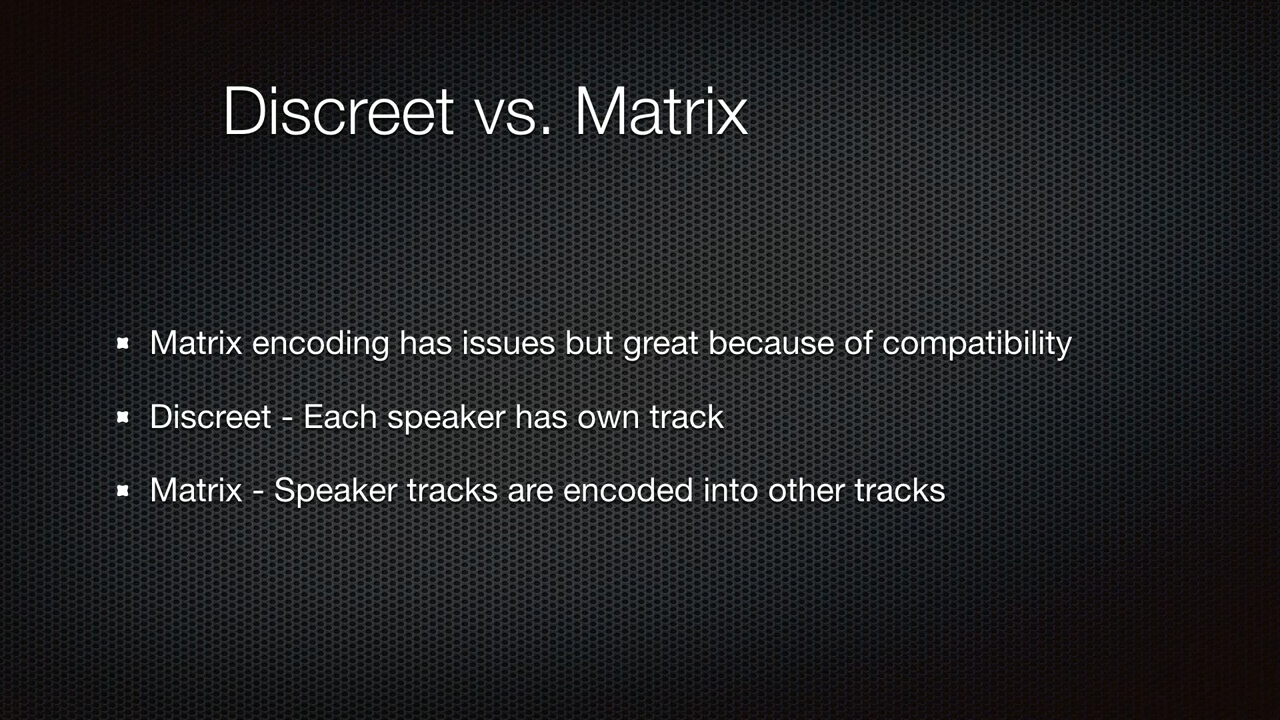 Discreet vs. Matrix
Matrix encoding has issues but great because of compatibility
Discreet - Each speaker has own track
Matrix - Speaker tracks are encoded into other tracks